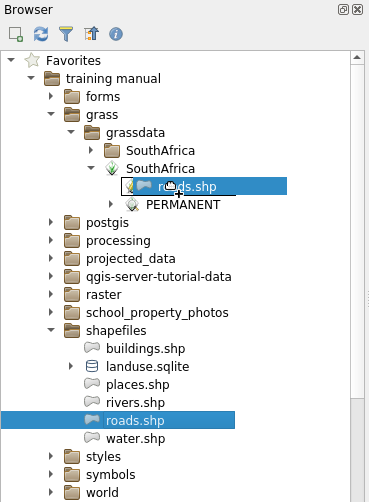 Browser
Favorites
training manual
forms
grass
grassdata
SouthAfrica
SouthAfrica
roads.shp
PERMANENT
postgis
processing
projected_data
qgis-server-tutorial-data
raster
school_property_photos
shapefiles
buildings.shp
landuse.sqlite
places.shp
rivers.shp
roads.shp
water.shp
styles
symbols
world